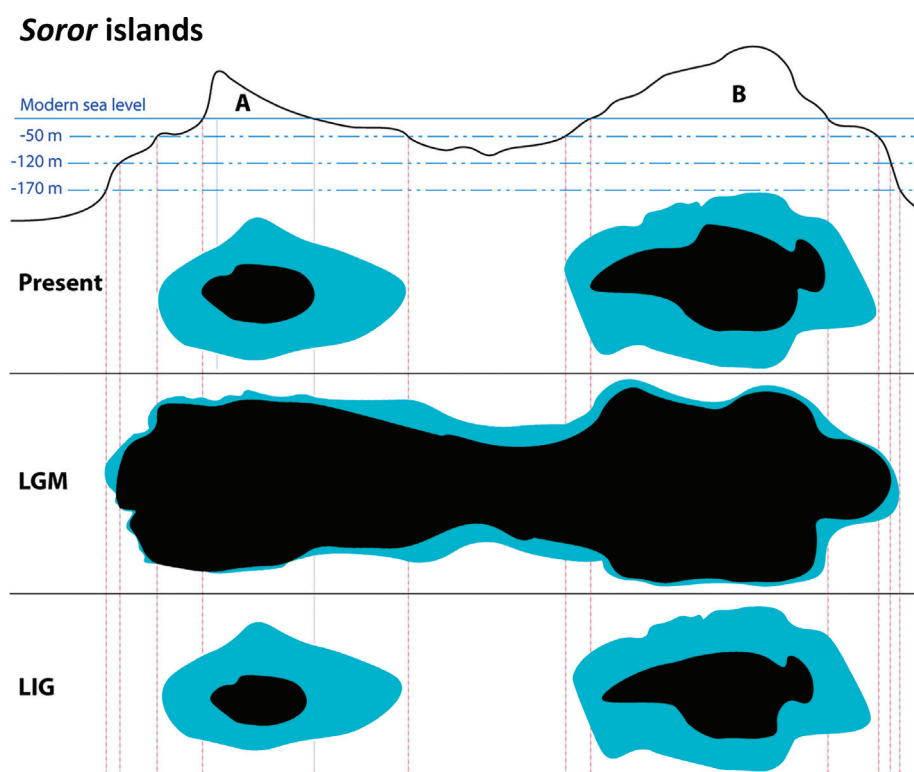 Soror islands
A
B
Modern sea level
-50 m
-120 m
-170 m
Present
LGM
LIG